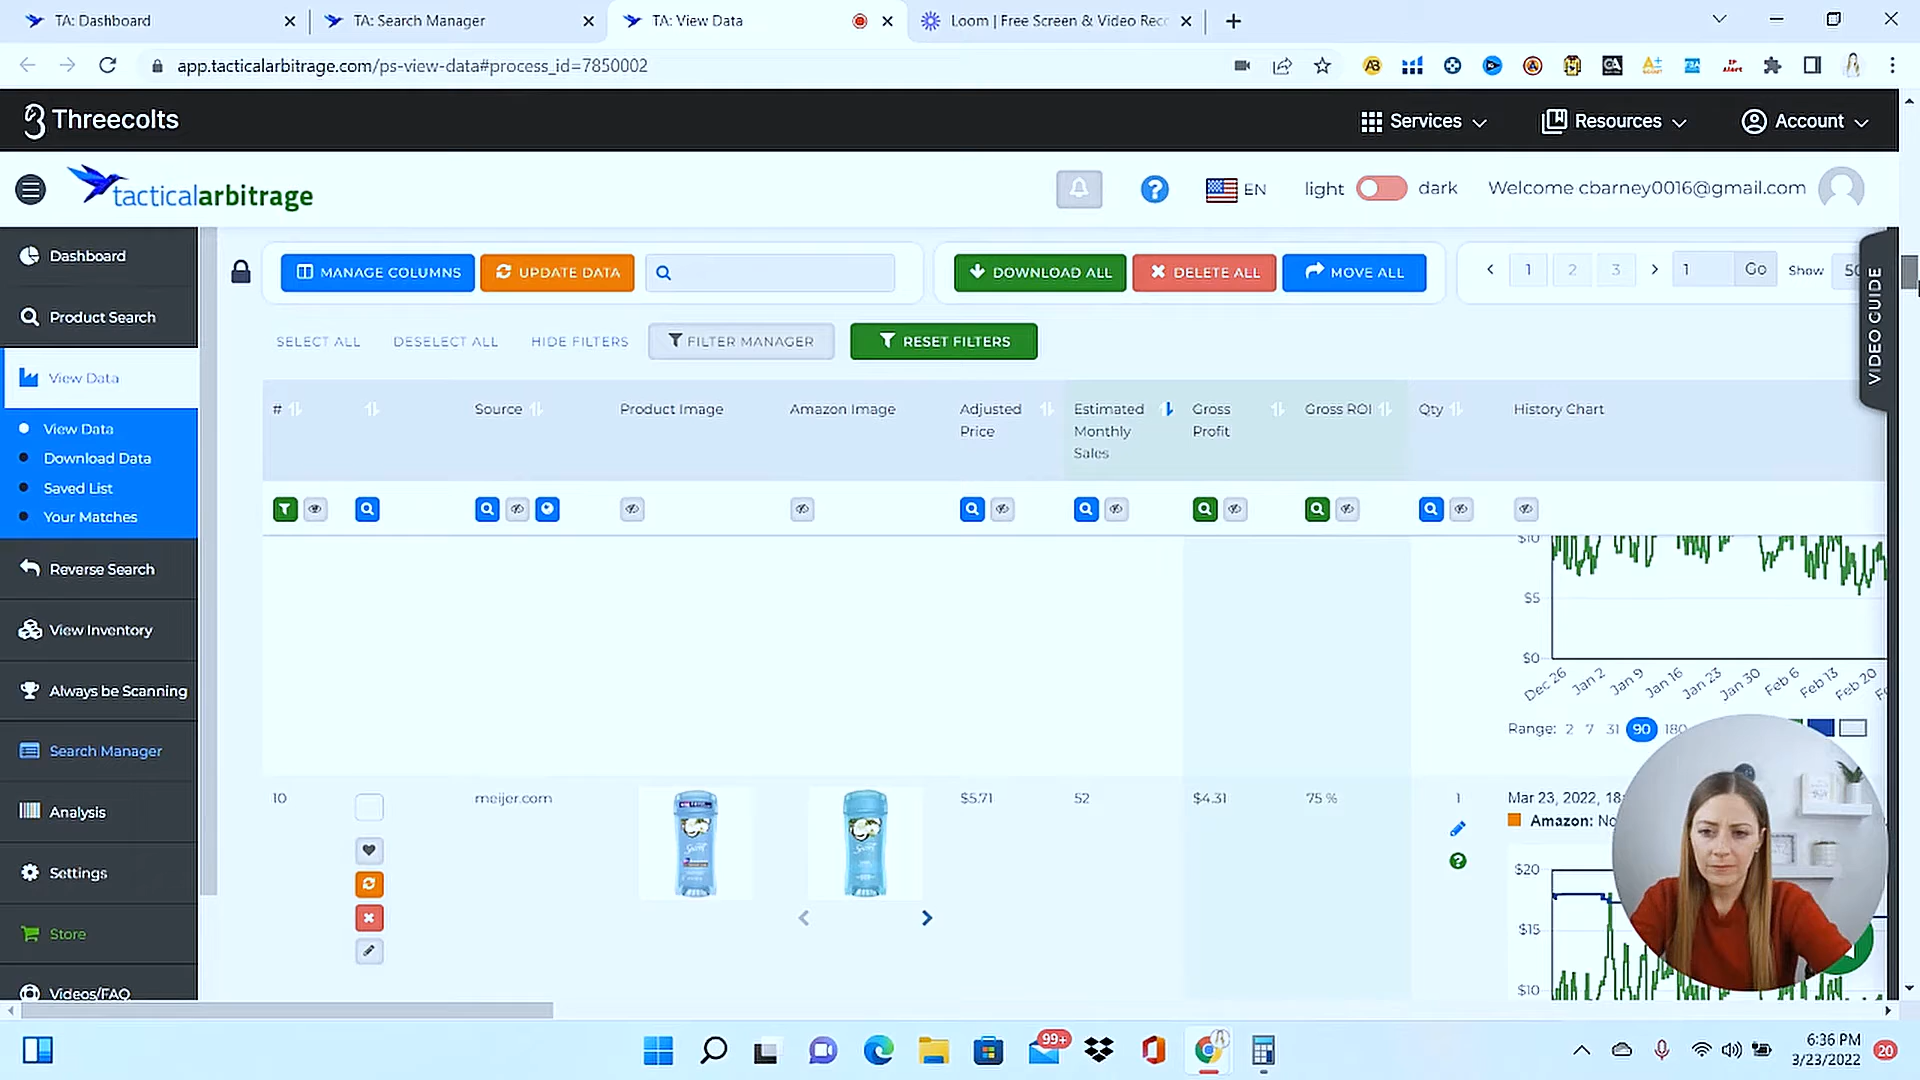 TA: Dashboard
TA: Search Manager
TA: View Data
Loom | Free Screen & Video Rec
app.tacticalarbitrage.com/ps-view-data#process_id=7850002
Threecolts
Services
Resources
Account
tacticalarbitrage
EN
light
dark
Welcome cbarney0016@gmail.com
Dashboard
Product Search
View Data
View Data
Download Data
Saved List
Your Matches
Reverse Search
View Inventory
Always be Scanning
Search Manager
Analysis
Settings
Store
Videos/FAQ
MANAGE COLUMNS
UPDATE DATA
DOWNLOAD ALL
DELETE ALL
MOVE ALL
1 2 3 1 Go Show 50
VIDEO GUIDE
SELECT ALL
DESELECT ALL
HIDE FILTERS
FILTER MANAGER
RESET FILTERS
#
Source
Product Image
Amazon Image
Adjusted Price
Estimated Monthly Sales
Gross Profit
Gross ROI
Qty
History Chart
$10
$5
$0
Dec 26 Jan 2 Jan 9 Jan 16 Jan 23 Jan 30 Feb 6 Feb 13 Feb 20
Range: 2 7 31 90 180
10
meijer.com
Secret
Secret
$5.71
52
$4.31
75 %
1
Mar 23, 2022, 18:
Amazon: No
$20
$15
$10
99+
6:36 PM
3/23/2022
20